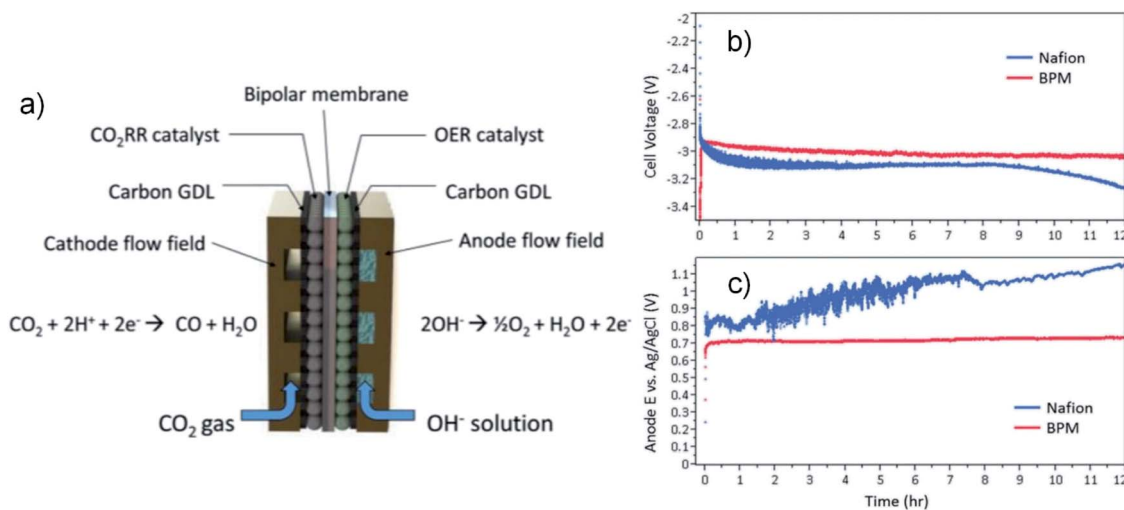 a)
Bipolar membrane
CO₂RR catalyst
OER catalyst
Carbon GDL
Carbon GDL
Cathode flow field
Anode flow field
CO₂ + 2H⁺ + 2e⁻ → CO + H₂O
2OH⁻ → ½O₂ + H₂O + 2e⁻
CO₂ gas
OH⁻ solution
b)
Nafion
BPM
Cell Voltage (V)
-2
-2.2
-2.4
-2.6
-2.8
-3
-3.2
-3.4
0 1 2 3 4 5 6 7 8 9 10 11 12
c)
Anode E vs. Ag/AgCl (V)
1.1
1
0.9
0.8
0.7
0.6
0.5
0.4
0.3
0.2
0.1
0
Nafion
BPM
0 1 2 3 4 5 6 7 8 9 10 11 12
Time (hr)